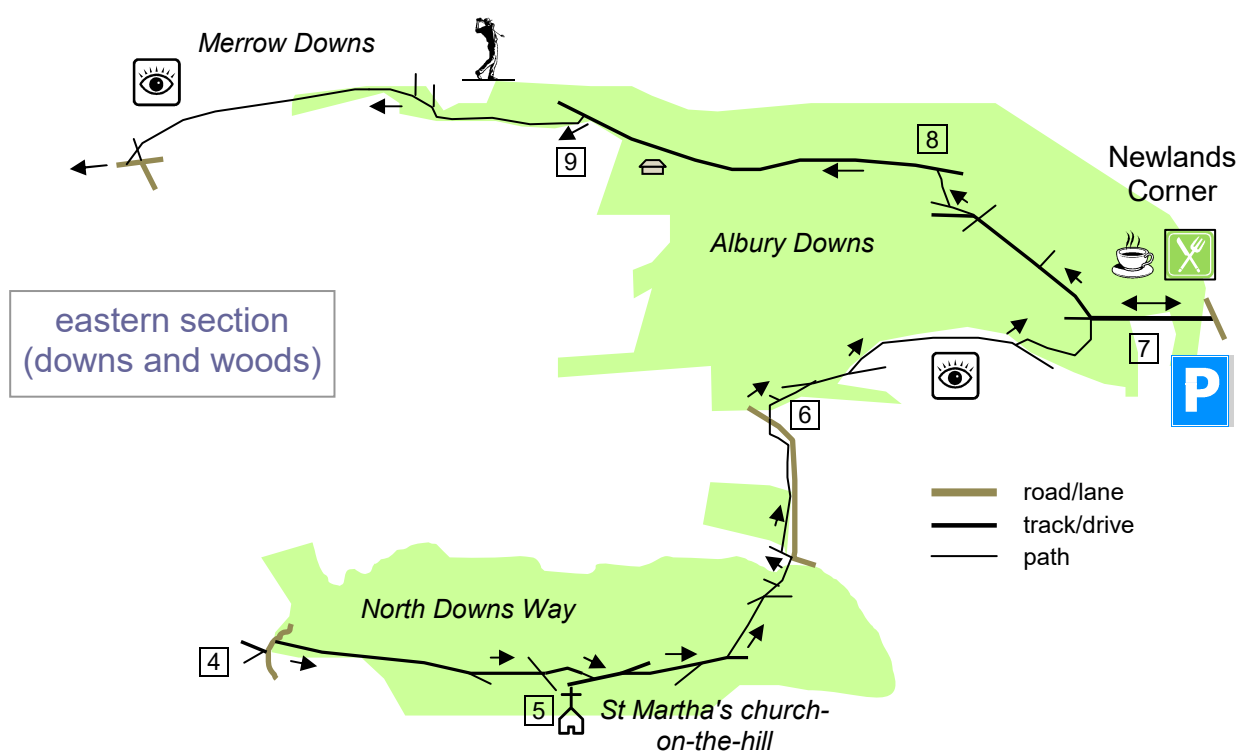 Merrow Downs
8
9
Newlands
Corner
Albury Downs
eastern section
(downs and woods)
7
P
6
road/lane
track/drive
path
North Downs Way
4
5
St Martha's church-
on-the-hill